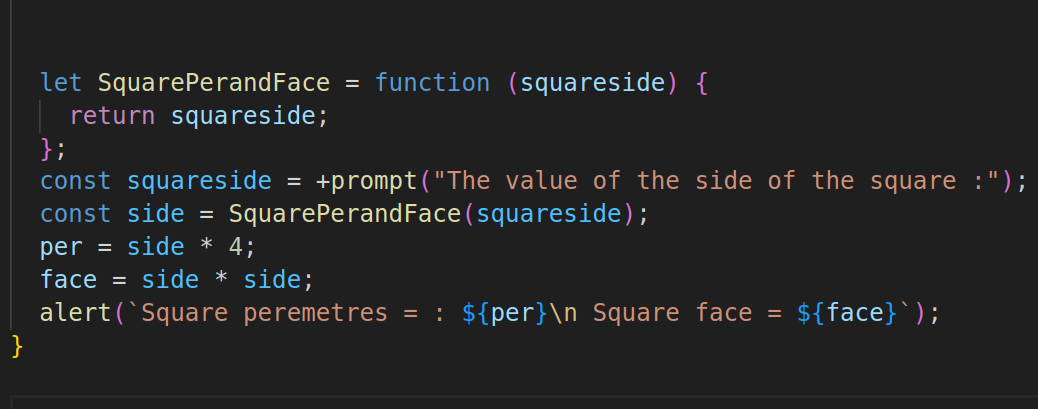 let SquarePerandFace = function (squareside) {
return squareside;
};
const squareside = +prompt("The value of the side of the square :");
const side = SquarePerandFace(squareside);
per = side * 4;
face = side * side;
alert(`Square peremetres = : ${per}\n Square face = ${face}`);
}